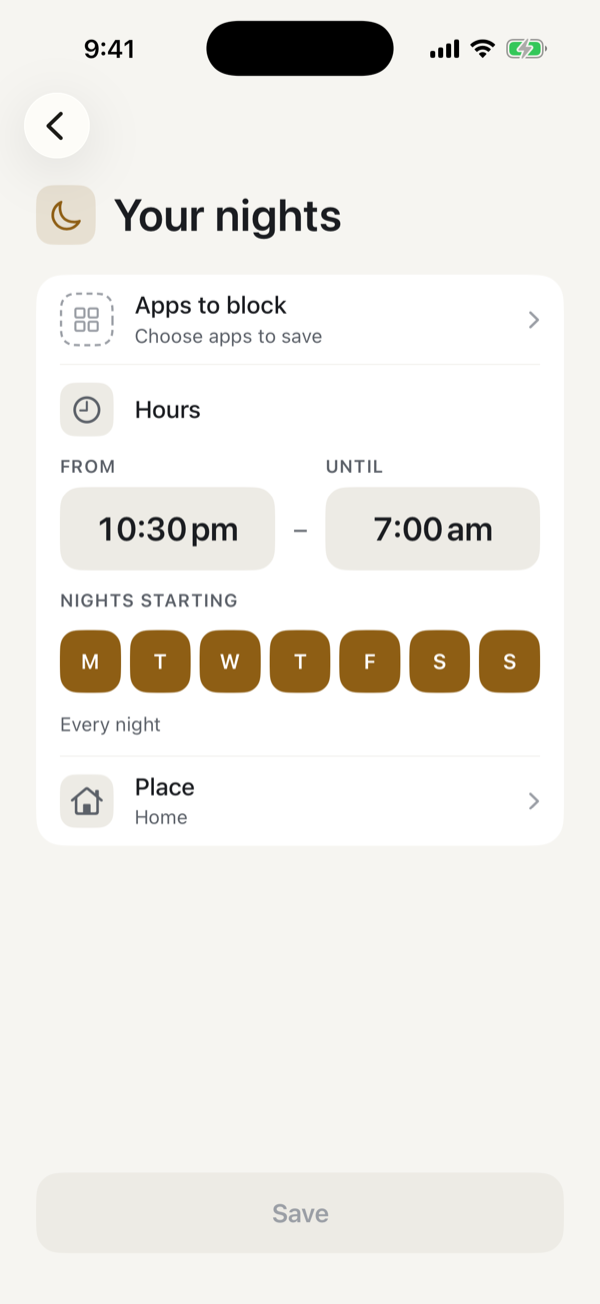 9:41
Your nights
Apps to block
Choose apps to save
Hours
FROM UNTIL
10:30 pm – 7:00 am
NIGHTS STARTING
M T W T F S S
Every night
Place
Home
Save